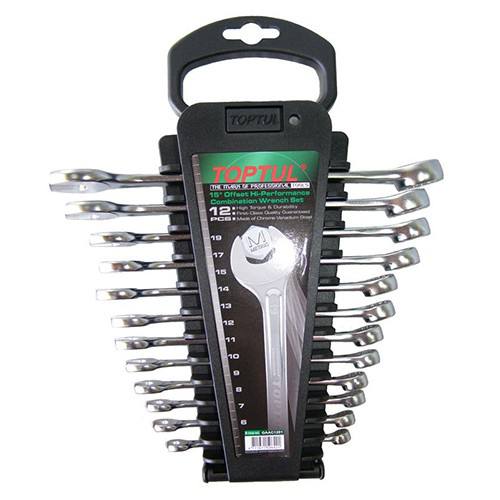 TOPTUL
TOPTUL®
THE MARK OF PROFESSIONAL TOOLS
15° Offset Hi-Performance
Combination Wrench Set
12 PCS
High Torque & Durability
First-Class Quality Guaranteed
Made of Chrome Vanadium Steel
19
17
15
14
13
12
11
10
9
8
7
6
M
METRIC
GAAC1201